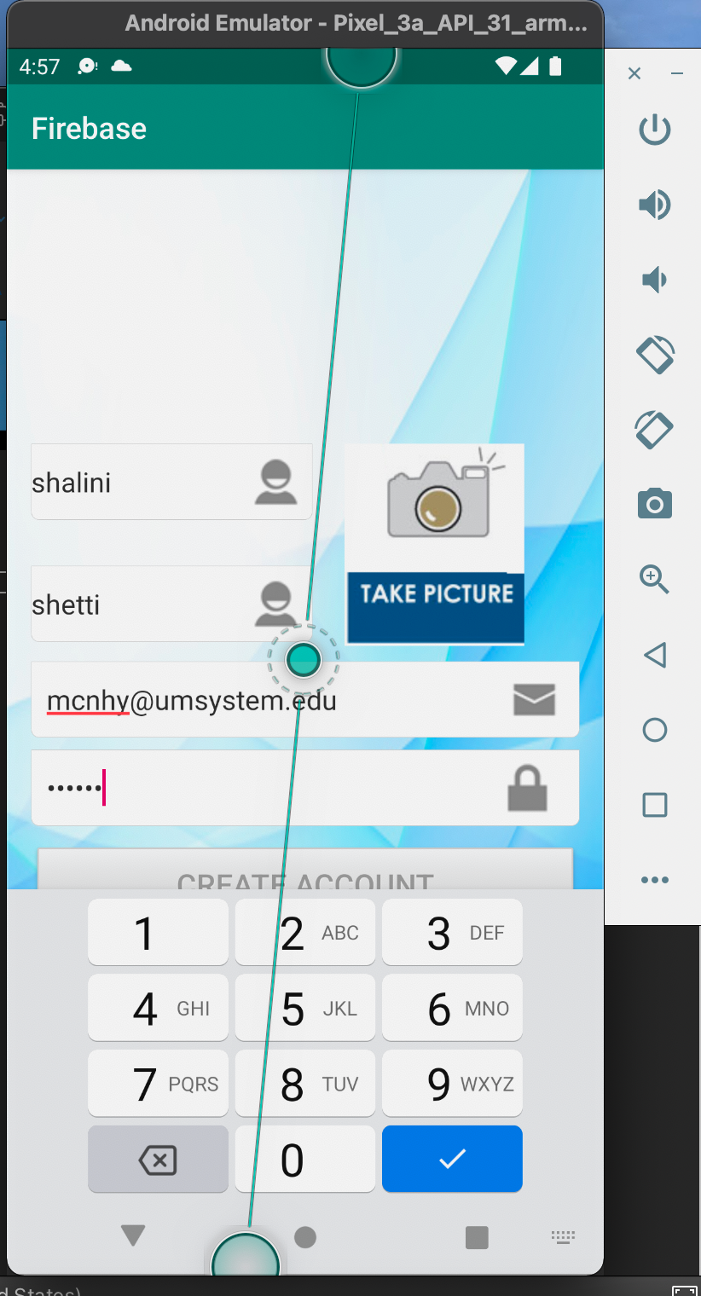 Android Emulator - Pixel_3a_API_31_arm...
4:57
Firebase
shalini
shetti
TAKE PICTURE
mcnhy@umsystem.edu
••••••
CREATE ACCOUNT
1
2 ABC
3 DEF
4 GHI
5 JKL
6 MNO
7 PQRS
8 TUV
9 WXYZ
0
d States)